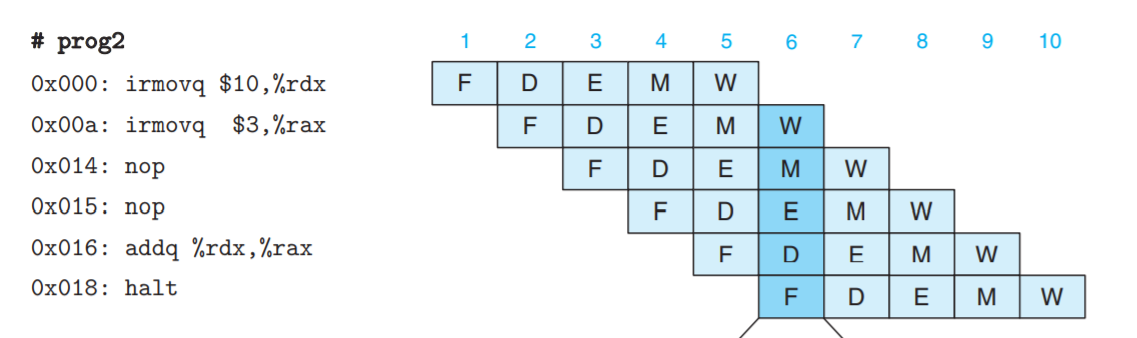 # prog2 1 2 3 4 5 6 7 8 9 10
0x000: irmovq $10,%rdx F D E M W
0x00a: irmovq $3,%rax F D E M W
0x014: nop F D E M W
0x015: nop F D E M W
0x016: addq %rdx,%rax F D E M W
0x018: halt F D E M W